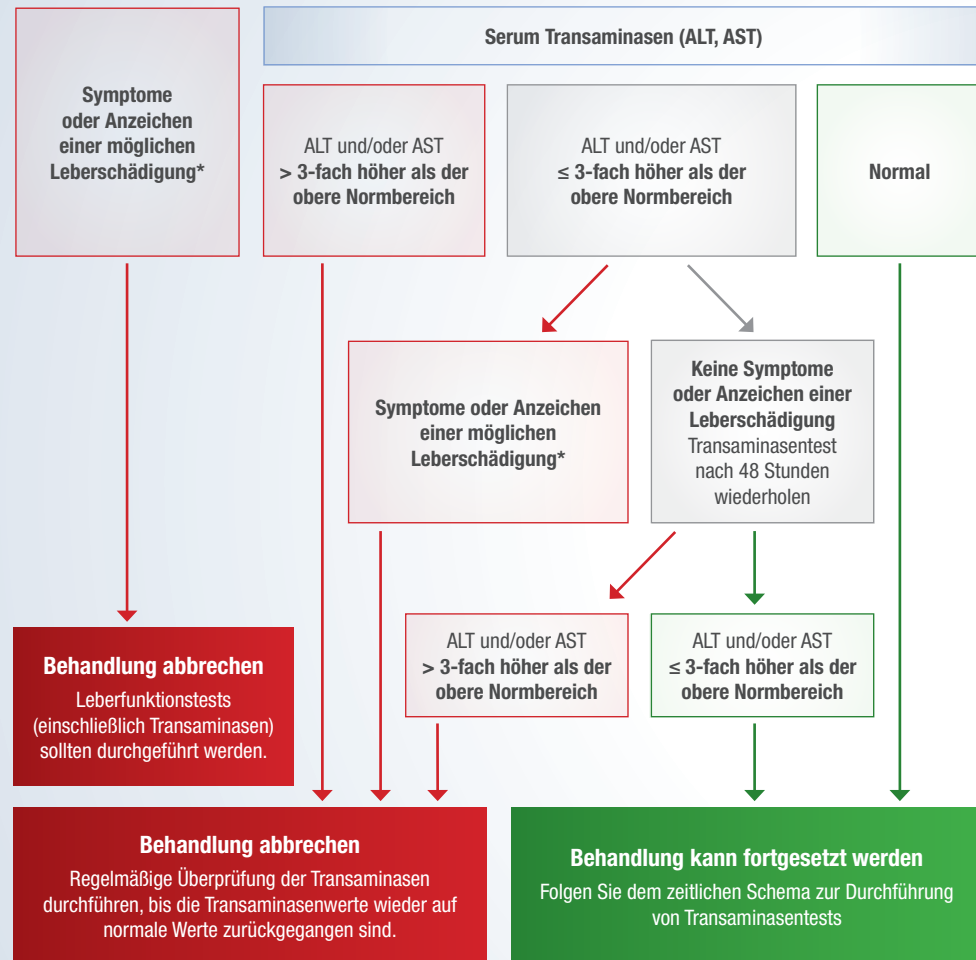 Serum Transaminasen (ALT, AST)
Symptome
oder Anzeichen
einer möglichen
Leberschädigung*
ALT und/oder AST
> 3-fach höher als der
obere Normbereich
ALT und/oder AST
≤ 3-fach höher als der
obere Normbereich
Normal
Symptome oder Anzeichen
einer möglichen
Leberschädigung*
Keine Symptome
oder Anzeichen einer
Leberschädigung
Transaminasentest
nach 48 Stunden
wiederholen
ALT und/oder AST
> 3-fach höher als der
obere Normbereich
ALT und/oder AST
≤ 3-fach höher als der
obere Normbereich
Behandlung abbrechen
Leberfunktionstests
(einschließlich Transaminasen)
sollten durchgeführt werden.
Behandlung abbrechen
Regelmäßige Überprüfung der Transaminasen
durchführen, bis die Transaminasenwerte wieder auf
normale Werte zurückgegangen sind.
Behandlung kann fortgesetzt werden
Folgen Sie dem zeitlichen Schema zur Durchführung
von Transaminasentests